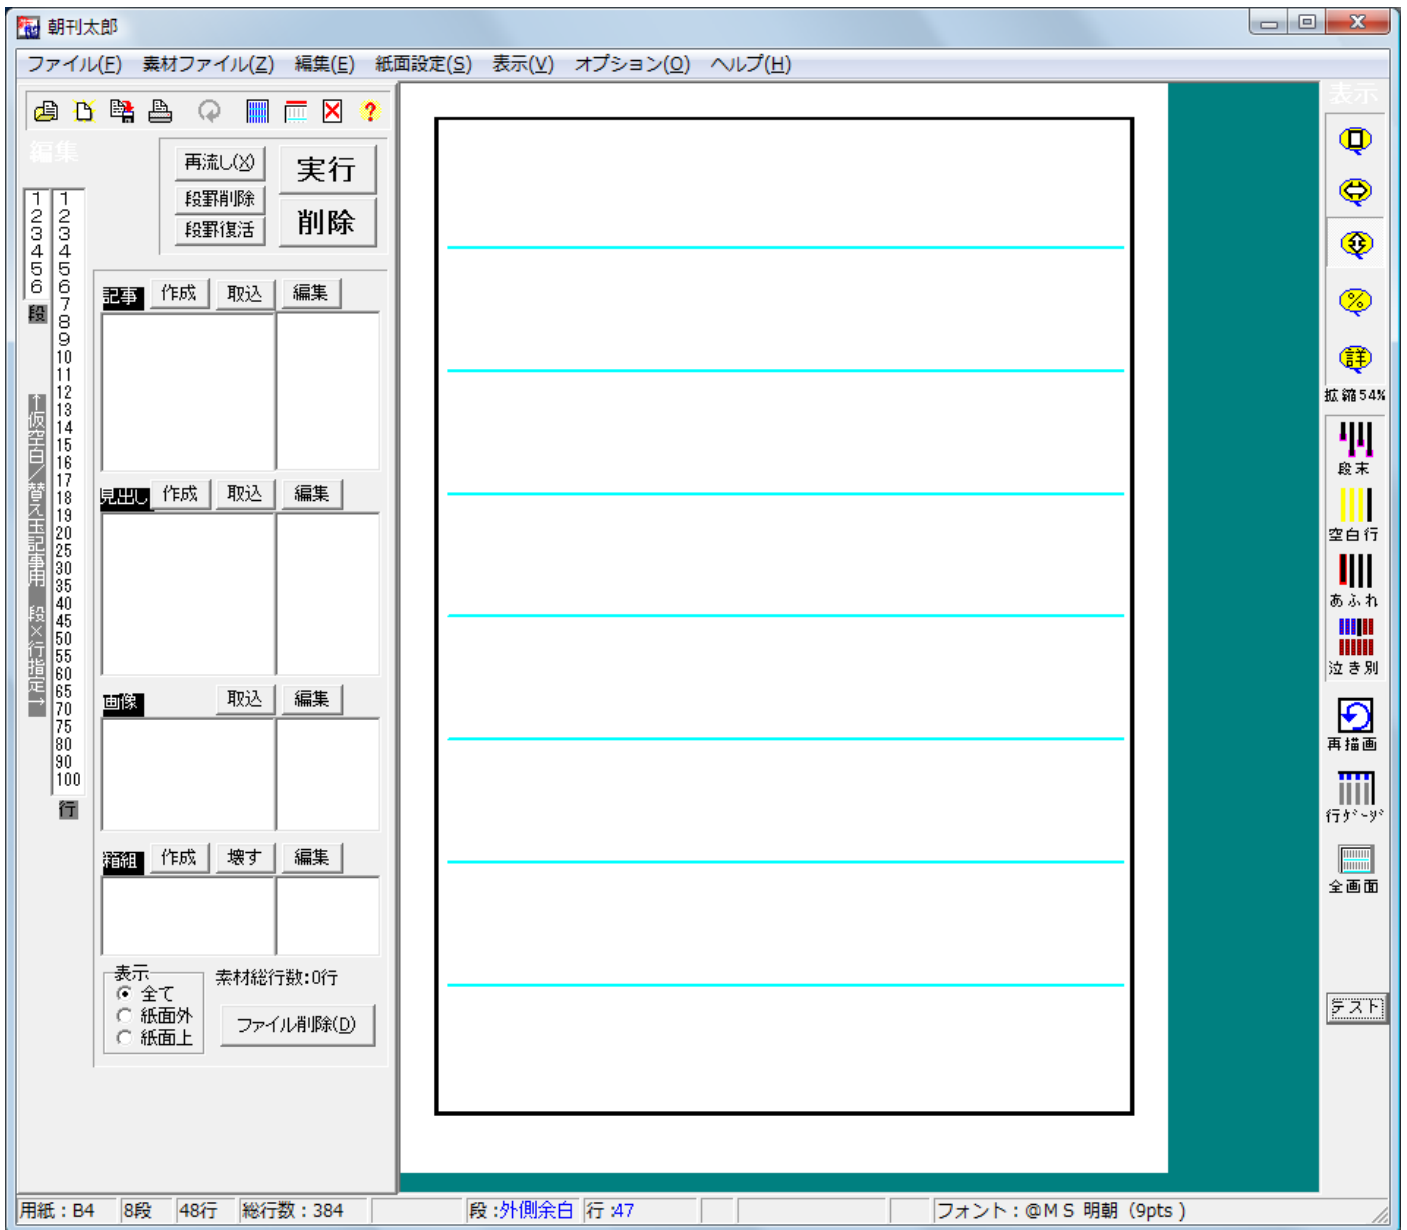 朝刊太郎
ファイル(F) 素材ファイル(Z) 編集(E) 紙面設定(S) 表示(V) オプション(O) ヘルプ(H)
編集
再流し(X)
実行
段罫削除
段罫復活
削除
1
2
3
4
5
6
段
1
2
3
4
5
6
7
8
9
10
11
12
13
14
15
16
17
18
19
20
25
30
35
40
45
50
55
60
65
70
75
80
90
100
行
↑仮空白/替え玉記事用 段×行指定→
記事 作成 取込 編集
見出し 作成 取込 編集
画像 取込 編集
箱組 作成 壊す 編集
表示
全て
紙面外
紙面上
素材総行数:0行
ファイル削除(D)
表示
%
詳
拡縮54%
段末
空白行
あふれ
泣き別
再描画
行ゲージ
全画面
テスト
用紙:B4 8段 48行 総行数:384 段:外側余白 行:47 フォント:@MS 明朝 (9pts)